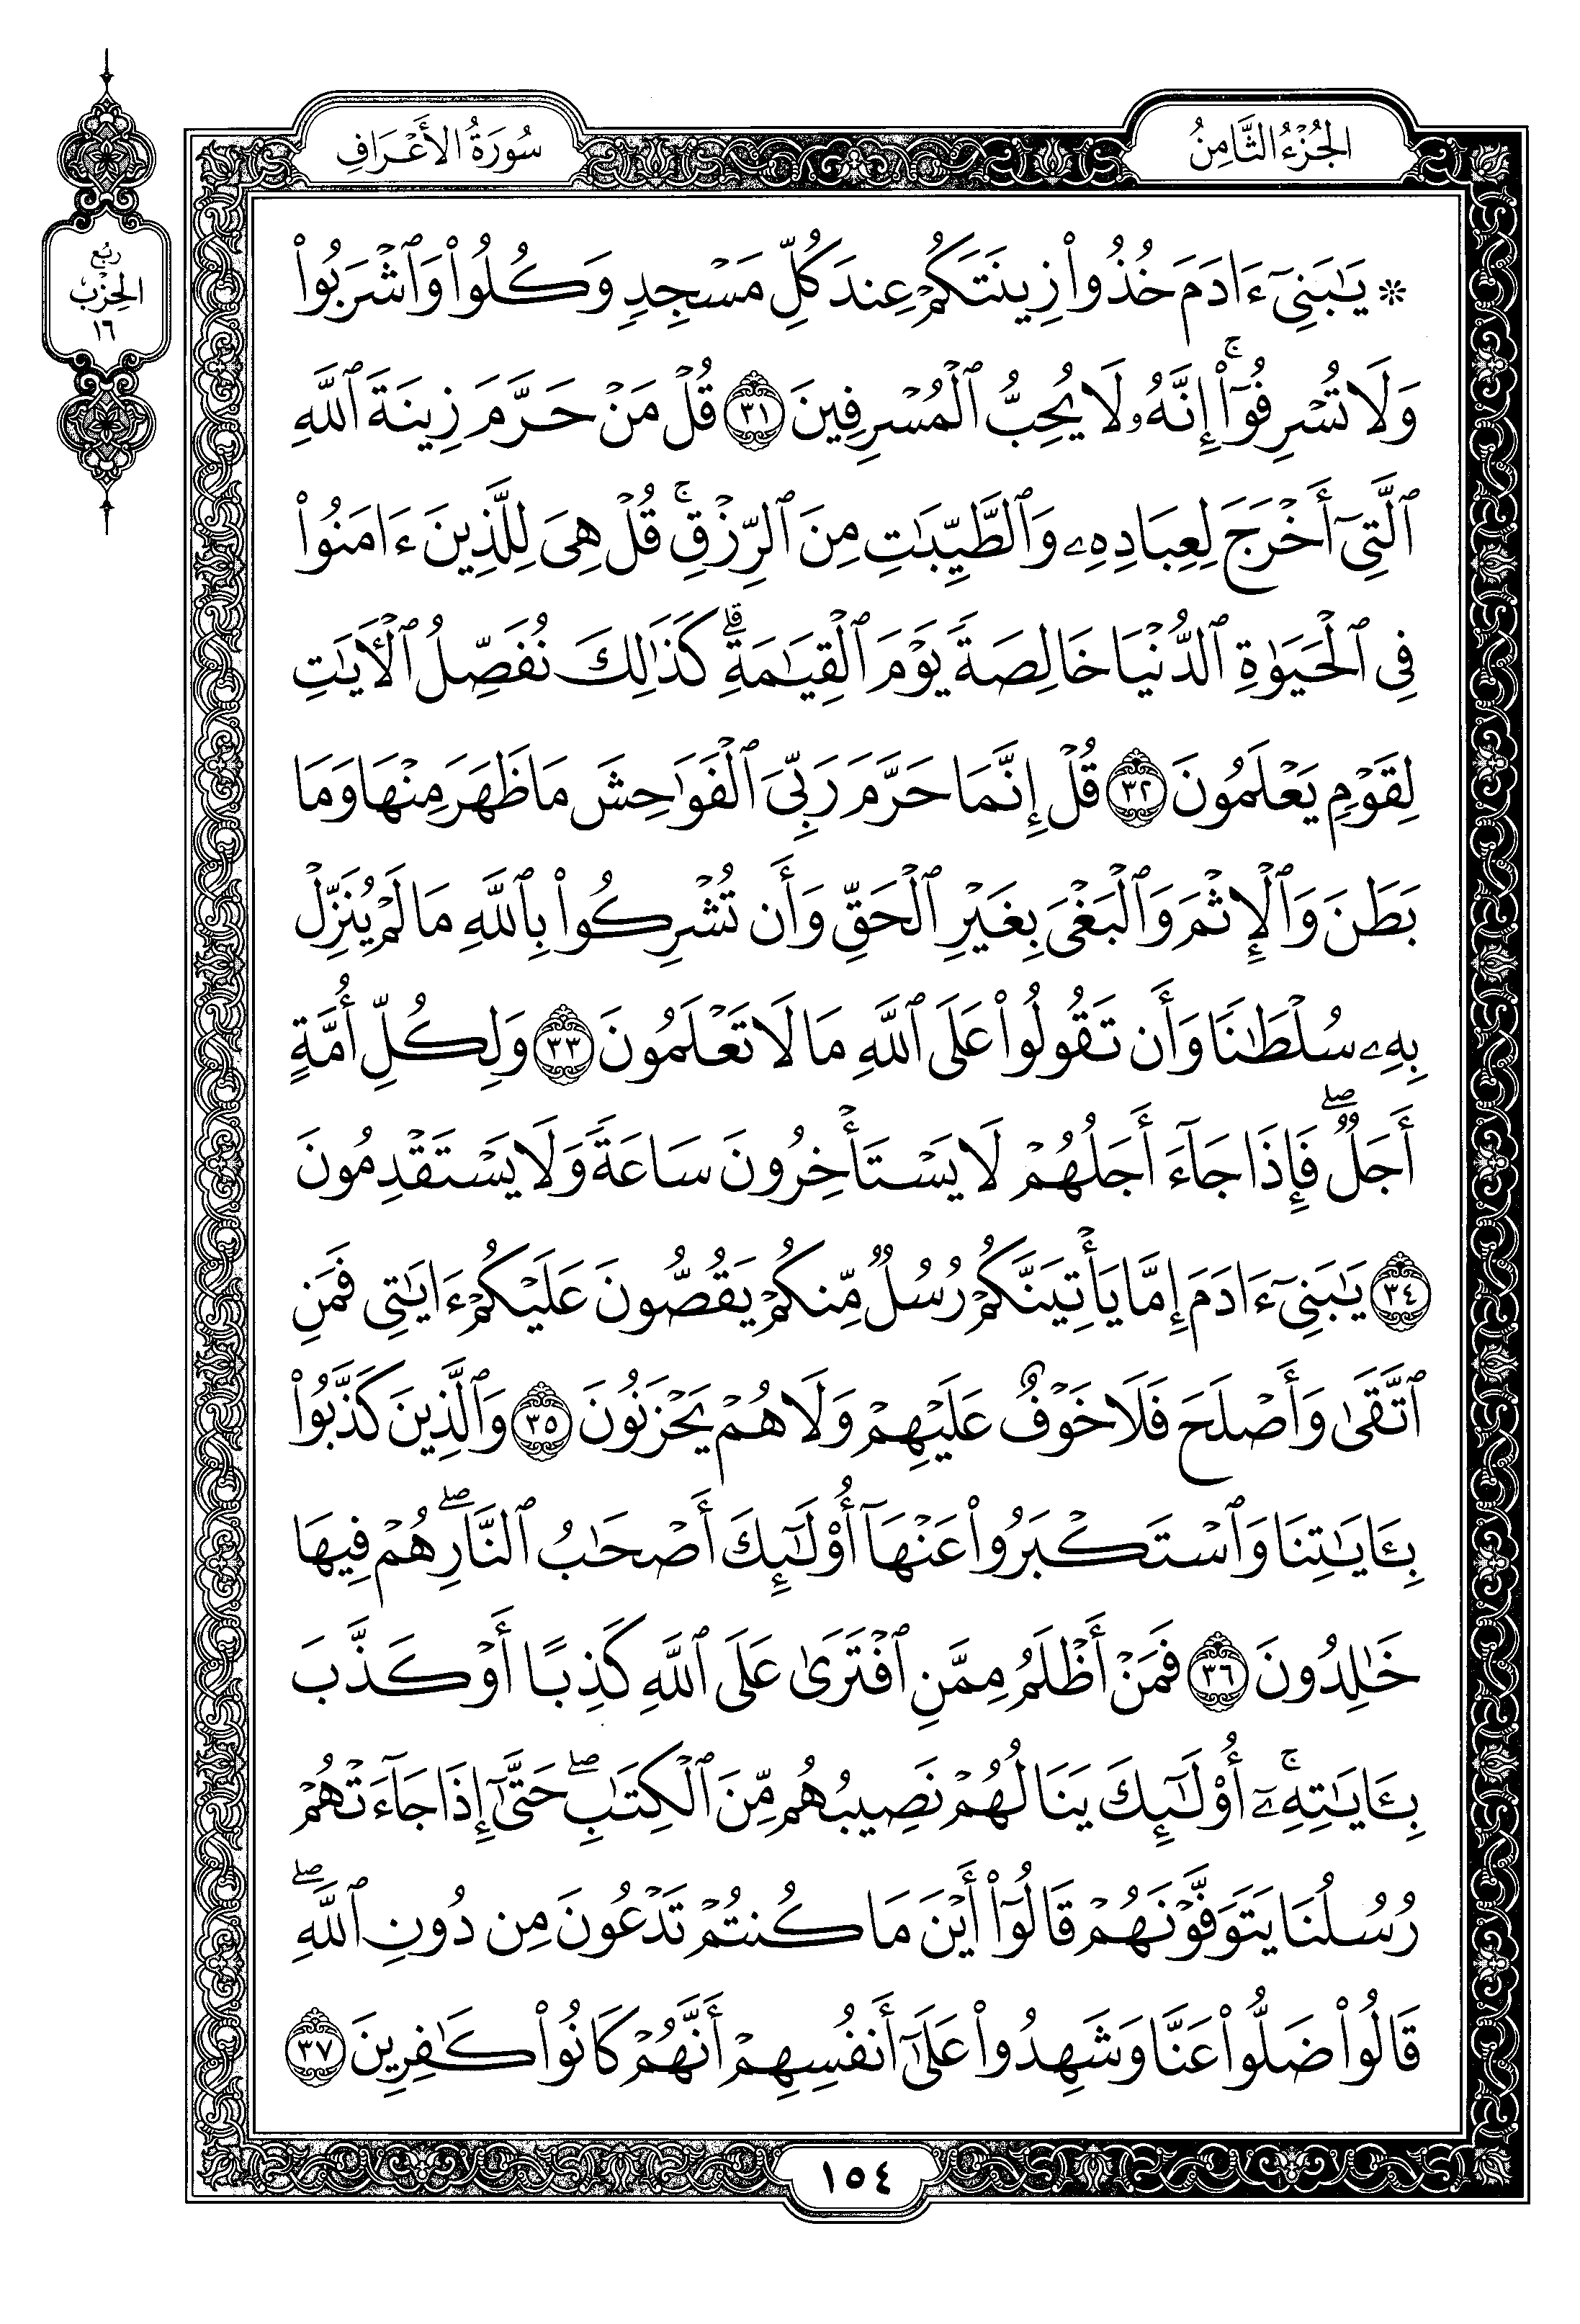 الجُزْءُ الثَّامِنُ
سُورَةُ الأَعْرَافِ
رُبُع
الحِزْبِ
١٦
* يَٰبَنِىٓ ءَادَمَ خُذُوا۟ زِينَتَكُمْ عِندَ كُلِّ مَسْجِدٍ وَكُلُوا۟ وَٱشْرَبُوا۟
وَلَا تُسْرِفُوٓا۟ ۚ إِنَّهُۥ لَا يُحِبُّ ٱلْمُسْرِفِينَ ٣١ قُلْ مَنْ حَرَّمَ زِينَةَ ٱللَّهِ
ٱلَّتِىٓ أَخْرَجَ لِعِبَادِهِۦ وَٱلطَّيِّبَٰتِ مِنَ ٱلرِّزْقِ ۚ قُلْ هِىَ لِلَّذِينَ ءَامَنُوا۟
فِى ٱلْحَيَوٰةِ ٱلدُّنْيَا خَالِصَةً يَوْمَ ٱلْقِيَٰمَةِ ۗ كَذَٰلِكَ نُفَصِّلُ ٱلْـَٔايَٰتِ
لِقَوْمٍ يَعْلَمُونَ ٣٢ قُلْ إِنَّمَا حَرَّمَ رَبِّىَ ٱلْفَوَٰحِشَ مَا ظَهَرَ مِنْهَا وَمَا
بَطَنَ وَٱلْإِثْمَ وَٱلْبَغْىَ بِغَيْرِ ٱلْحَقِّ وَأَن تُشْرِكُوا۟ بِٱللَّهِ مَا لَمْ يُنَزِّلْ
بِهِۦ سُلْطَٰنًا وَأَن تَقُولُوا۟ عَلَى ٱللَّهِ مَا لَا تَعْلَمُونَ ٣٣ وَلِكُلِّ أُمَّةٍ
أَجَلٌ ۖ فَإِذَا جَآءَ أَجَلُهُمْ لَا يَسْتَأْخِرُونَ سَاعَةً وَلَا يَسْتَقْدِمُونَ
٣٤ يَٰبَنِىٓ ءَادَمَ إِمَّا يَأْتِيَنَّكُمْ رُسُلٌ مِّنكُمْ يَقُصُّونَ عَلَيْكُمْ ءَايَٰتِى فَمَنِ
ٱتَّقَىٰ وَأَصْلَحَ فَلَا خَوْفٌ عَلَيْهِمْ وَلَا هُمْ يَحْزَنُونَ ٣٥ وَٱلَّذِينَ كَذَّبُوا۟
بِـَٔايَٰتِنَا وَٱسْتَكْبَرُوا۟ عَنْهَآ أُو۟لَٰٓئِكَ أَصْحَٰبُ ٱلنَّارِ ۖ هُمْ فِيهَا
خَٰلِدُونَ ٣٦ فَمَنْ أَظْلَمُ مِمَّنِ ٱفْتَرَىٰ عَلَى ٱللَّهِ كَذِبًا أَوْ كَذَّبَ
بِـَٔايَٰتِهِۦٓ ۚ أُو۟لَٰٓئِكَ يَنَالُهُمْ نَصِيبُهُم مِّنَ ٱلْكِتَٰبِ ۖ حَتَّىٰٓ إِذَا جَآءَتْهُمْ
رُسُلُنَا يَتَوَفَّوْنَهُمْ قَالُوٓا۟ أَيْنَ مَا كُنتُمْ تَدْعُونَ مِن دُونِ ٱللَّهِ ۖ
قَالُوا۟ ضَلُّوا۟ عَنَّا وَشَهِدُوا۟ عَلَىٰٓ أَنفُسِهِمْ أَنَّهُمْ كَانُوا۟ كَٰفِرِينَ ٣٧
١٥٤